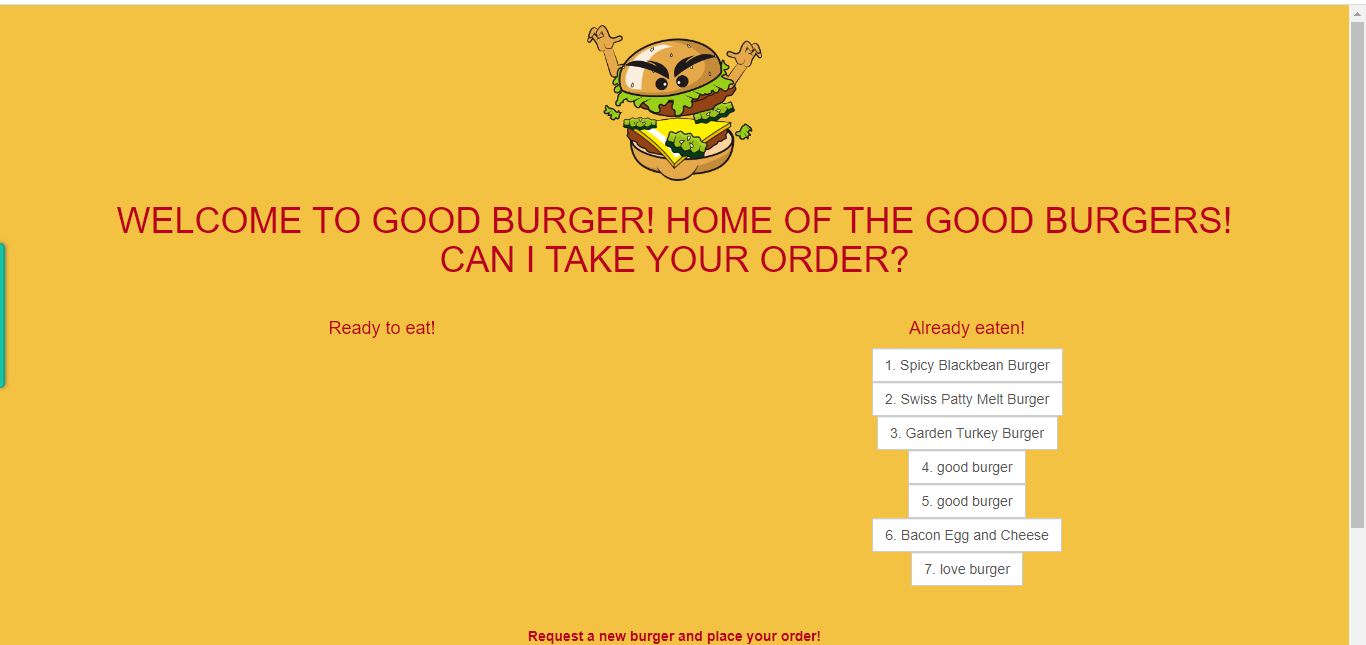 WELCOME TO GOOD BURGER! HOME OF THE GOOD BURGERS!
CAN I TAKE YOUR ORDER?
Ready to eat!
Already eaten!
1. Spicy Blackbean Burger
2. Swiss Patty Melt Burger
3. Garden Turkey Burger
4. good burger
5. good burger
6. Bacon Egg and Cheese
7. love burger
Request a new burger and place your order!